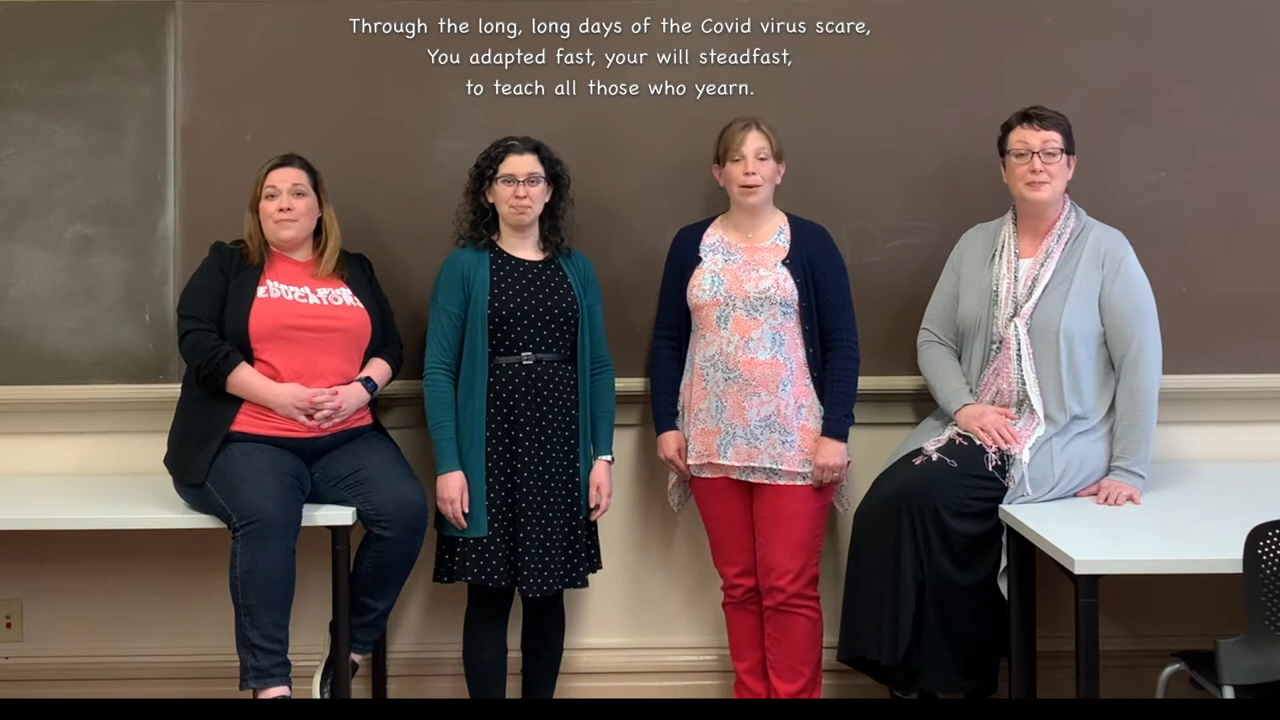 Through the long, long days of the Covid virus scare,
You adapted fast, your will steadfast,
to teach all those who yearn.
EDUCATORS